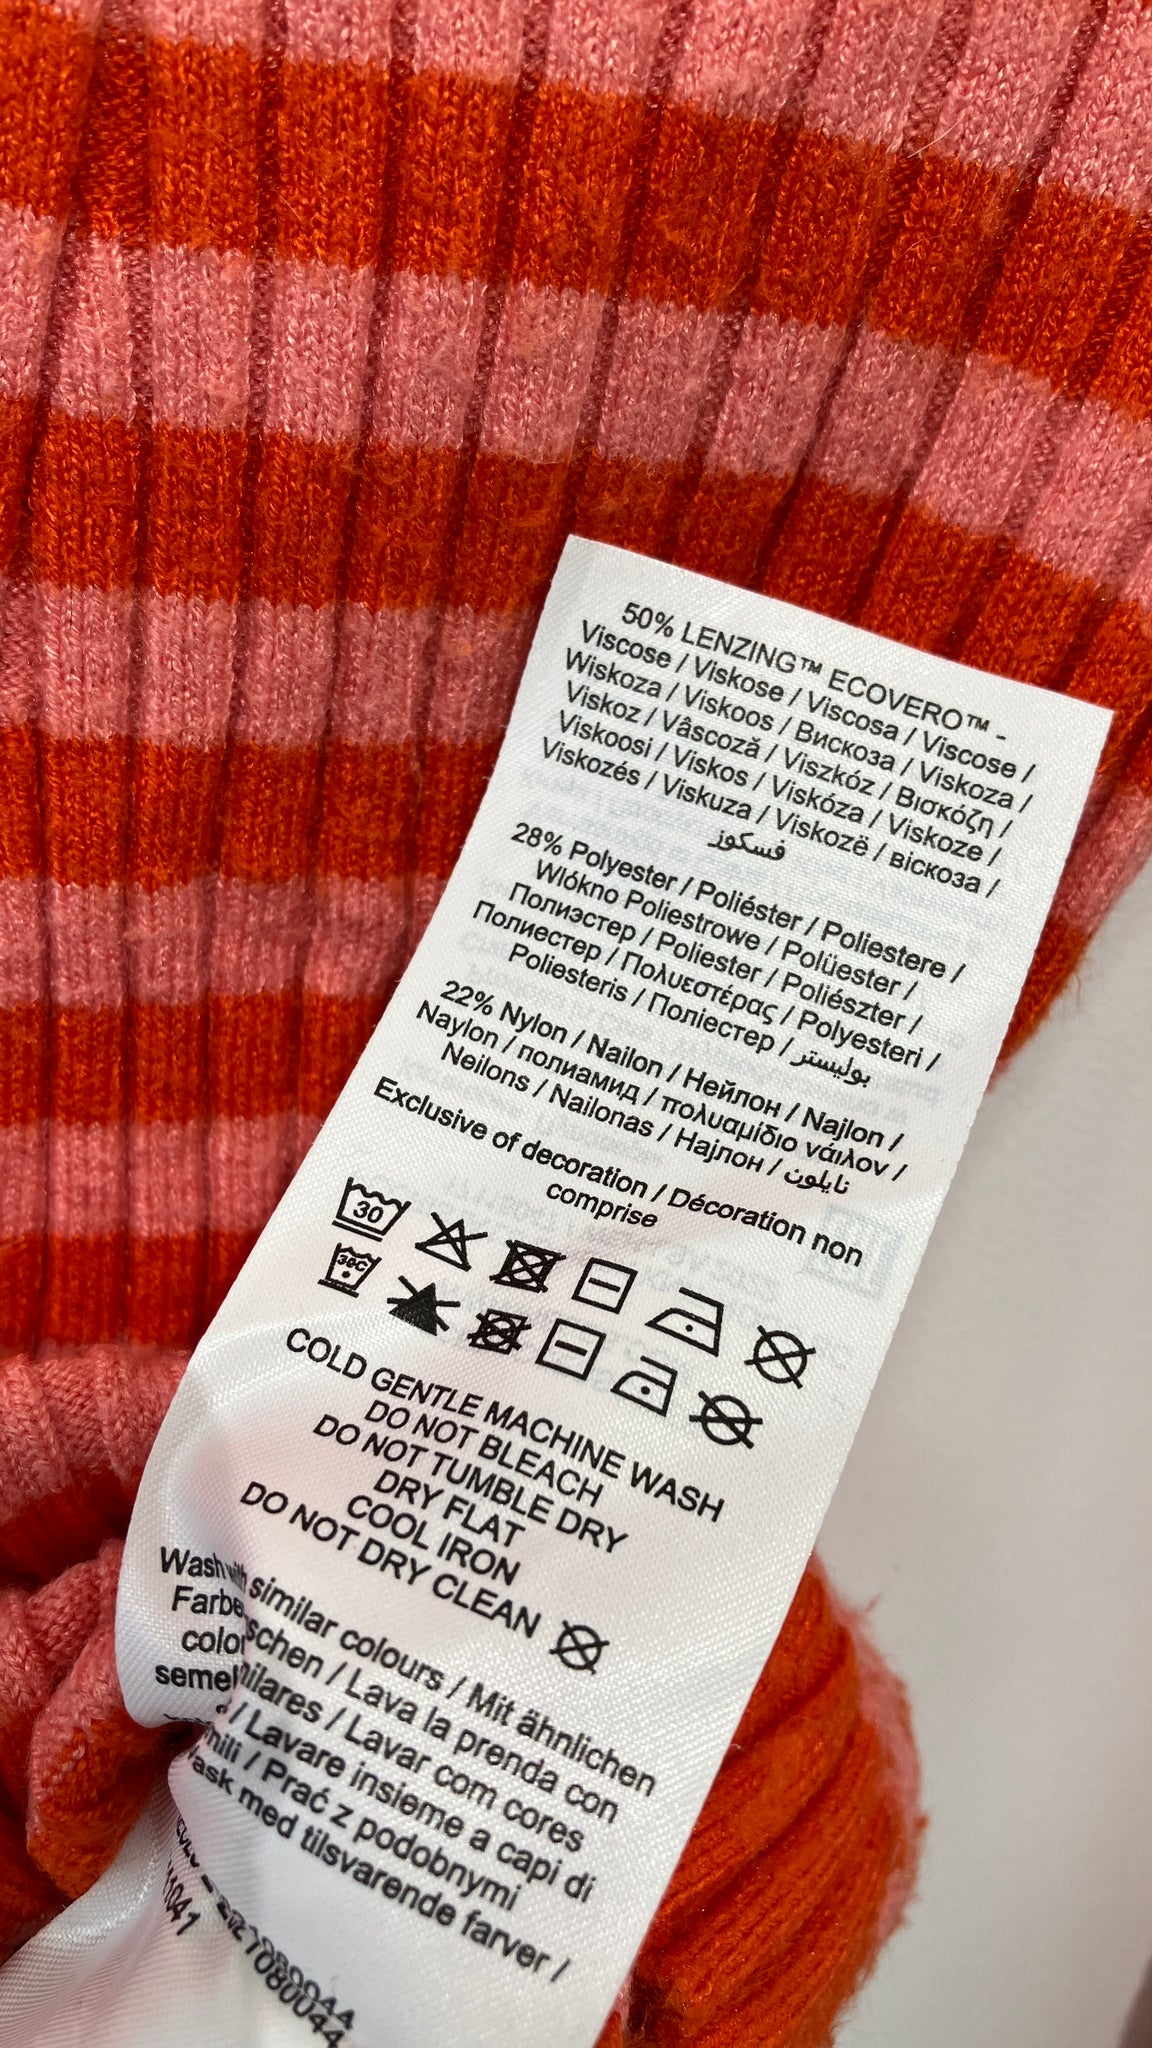 50% LENZING™ ECOVERO™ -
Viscose / Viskose / Viscosa / Viscose /
Wiskoza / Viskoos / Вискоза / Viskoza /
Viskoz / Vâscoză / Viszkóz / Βισκόζη /
Viskoosi / Viskos / Viskóza / Viskoze /
Viskozés / Viskuza / Viskozë / віскоза /
فسكوز
28% Polyester / Poliéster / Poliestere /
Wlókno Poliestrowe / Polüester /
Полиэстер / Poliester / Poliészter /
Полиестер / Πολυεστέρας / Polyesteri /
Poliesteris / Поліестер / بوليستر
22% Nylon / Nailon / Нейлон / Najlon /
Naylon / полиамид / πολυαμίδιο νάιλον /
Neilons / Nailonas / Најлон / نايلون
Exclusive of decoration / Décoration non
comprise
30
30C
COLD GENTLE MACHINE WASH
DO NOT BLEACH
DO NOT TUMBLE DRY
DRY FLAT
COOL IRON
DO NOT DRY CLEAN
Wash similar colours / Mit ähnlichen
/ Lava la prenda con
/ Lavar com cores
/ Lavare insieme a capi di
/ Prać z podobnymi
med tilsvarende farver /